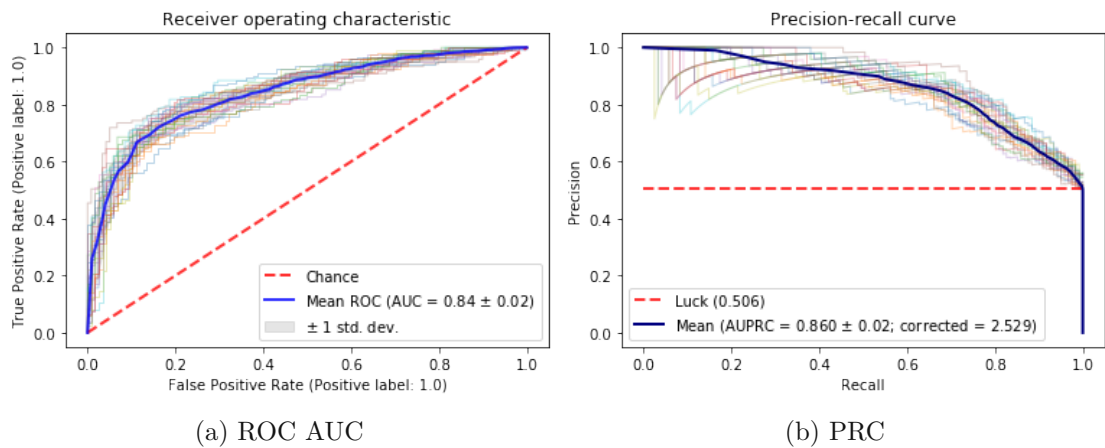 Receiver operating characteristic
True Positive Rate (Positive label: 1.0)
1.0
0.8
0.6
0.4
0.2
0.0
Chance
Mean ROC (AUC = 0.84 ± 0.02)
± 1 std. dev.
0.0 0.2 0.4 0.6 0.8 1.0
False Positive Rate (Positive label: 1.0)
(a) ROC AUC
Precision-recall curve
Precision
1.0
0.8
0.6
0.4
0.2
0.0
Luck (0.506)
Mean (AUPRC = 0.860 ± 0.02; corrected = 2.529)
0.0 0.2 0.4 0.6 0.8 1.0
Recall
(b) PRC